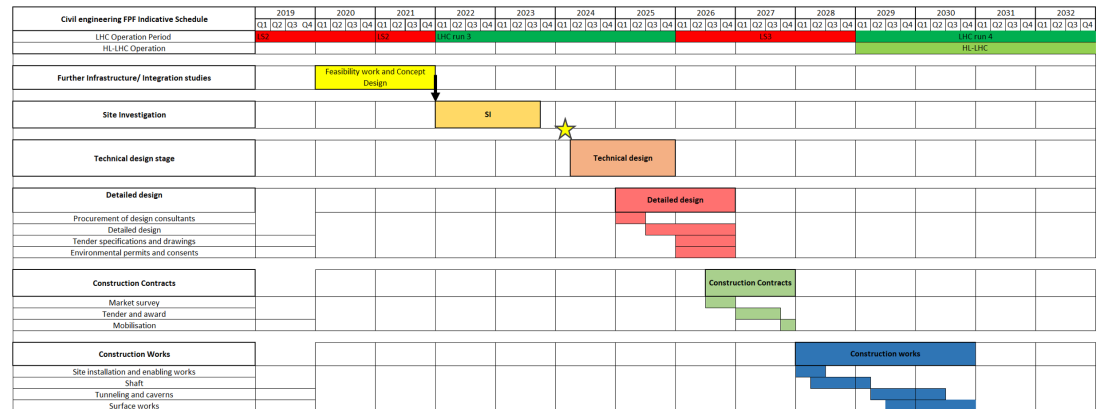 Civil engineering FPF Indicative Schedule
2019 2020 2021 2022 2023 2024 2025 2026 2027 2028 2029 2030 2031 2032
Q1 Q2 Q3 Q4 Q1 Q2 Q3 Q4 Q1 Q2 Q3 Q4 Q1 Q2 Q3 Q4 Q1 Q2 Q3 Q4 Q1 Q2 Q3 Q4 Q1 Q2 Q3 Q4 Q1 Q2 Q3 Q4 Q1 Q2 Q3 Q4 Q1 Q2 Q3 Q4 Q1 Q2 Q3 Q4 Q1 Q2 Q3 Q4 Q1 Q2 Q3 Q4 Q1 Q2 Q3 Q4
LHC Operation Period LS2 LS2 LHC run 3 LS3 LHC run 4
HL-LHC Operation HL-LHC
Further Infrastructure/ Integration studies
Feasibility work and Concept
Design
Site Investigation SI
Technical design stage Technical design
Detailed design Detailed design
Procurement of design consultants
Detailed design
Tender specifications and drawings
Environmental permits and consents
Construction Contracts Construction Contracts
Market survey
Tender and award
Mobilisation
Construction Works Construction works
Site installation and enabling works
Shaft
Tunneling and caverns
Surface works